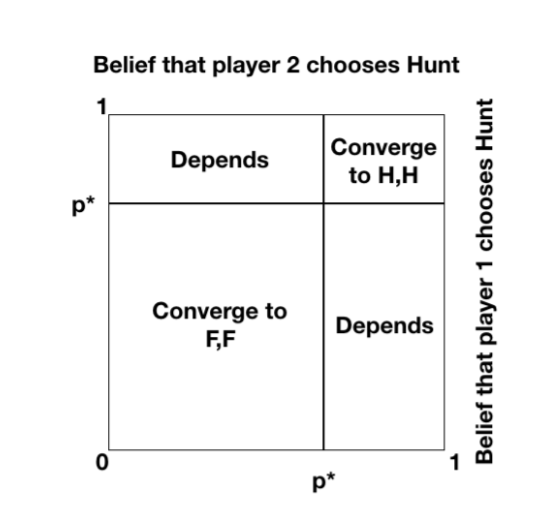 Belief that player 2 chooses Hunt
1
Depends
Converge
to H,H
p*
Converge to
F,F
Depends
0
1
p*
Belief that player 1 chooses Hunt